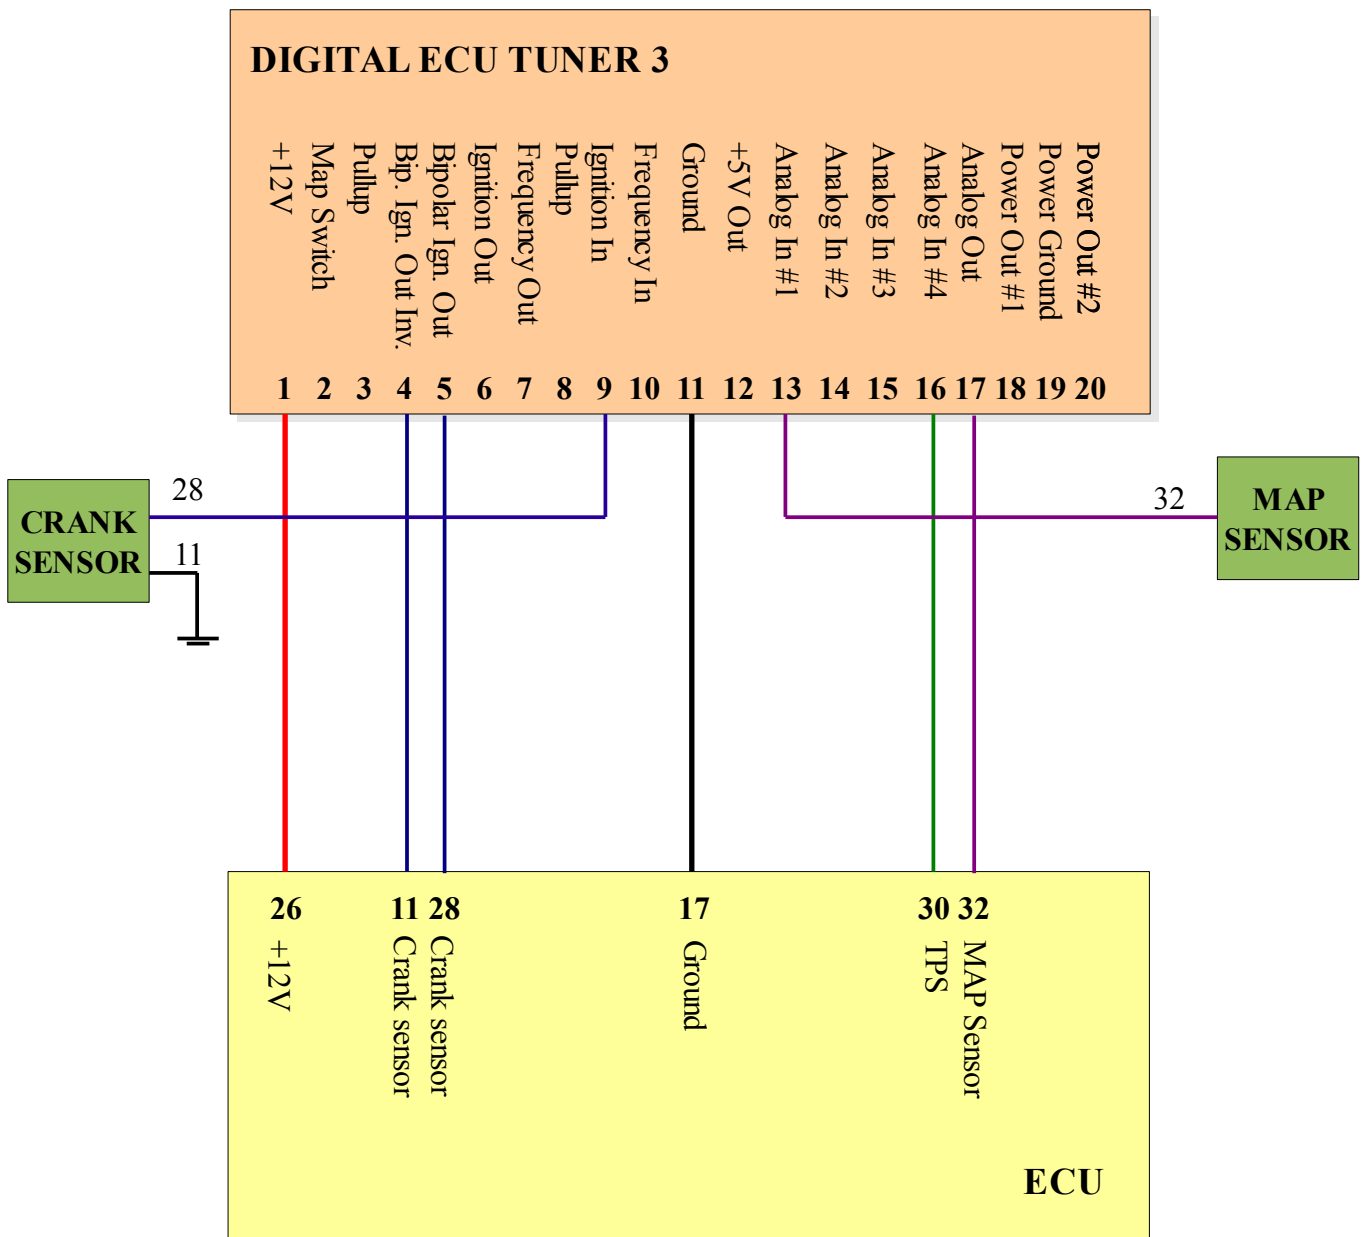 DIGITAL ECU TUNER 3
+12V
Map Switch
Pullup
Bip. Ign. Out Inv.
Bipolar Ign. Out
Ignition Out
Frequency Out
Pullup
Ignition In
Frequency In
Ground
+5V Out
Analog In #1
Analog In #2
Analog In #3
Analog In #4
Analog Out
Power Out #1
Power Ground
Power Out #2
1 2 3 4 5 6 7 8 9 10 11 12 13 14 15 16 17 18 19 20
28
CRANK
SENSOR
11
32
MAP
SENSOR
26 11 28 17 30 32
+12V
Crank sensor
Crank sensor
Ground
TPS
MAP Sensor
ECU